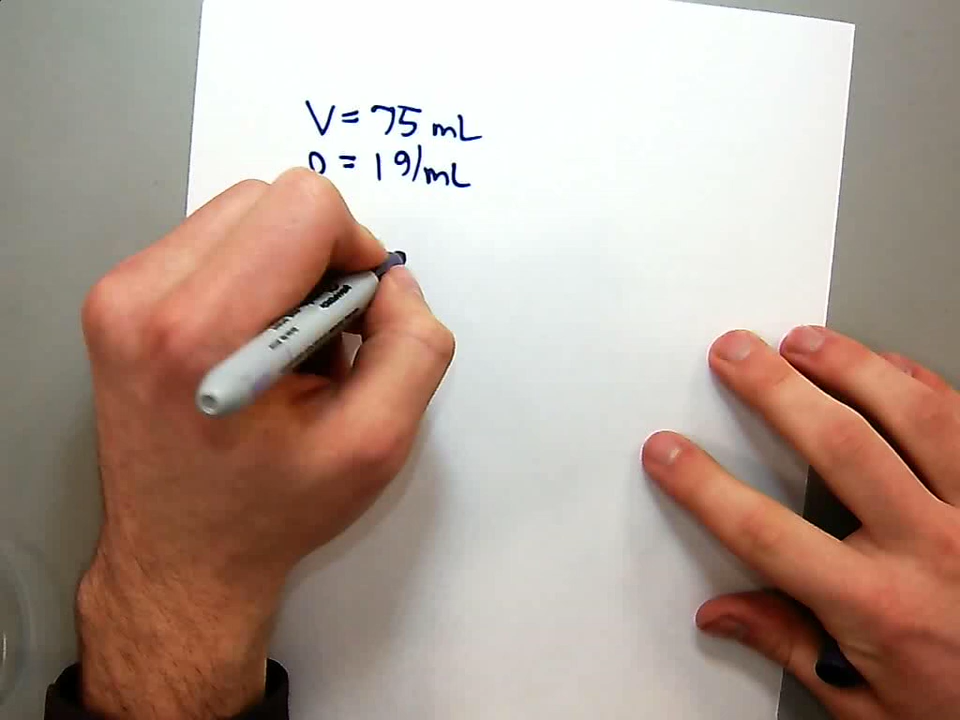 V = 75 mL
D = 1g/mL